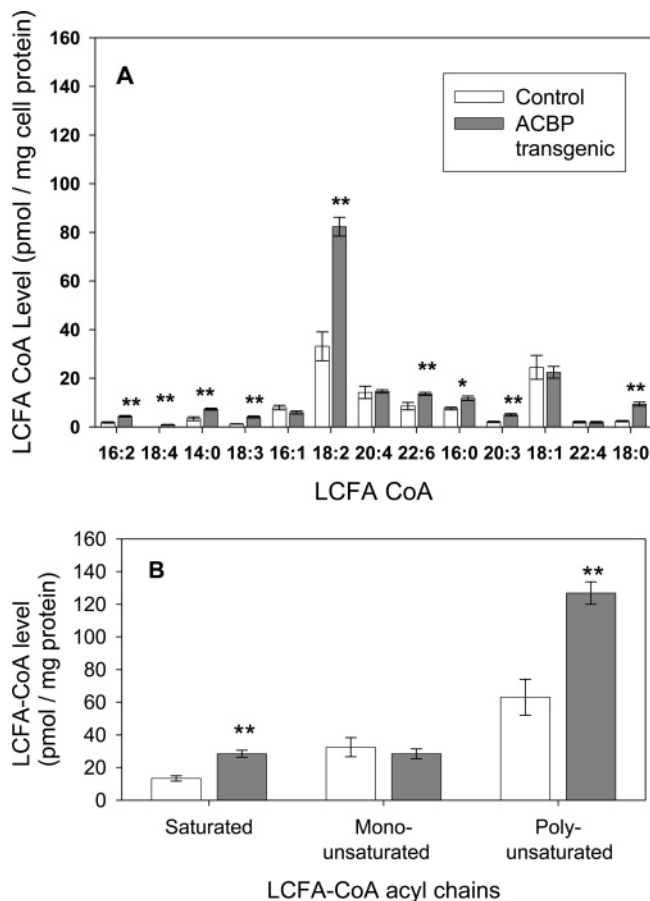 A
Control
ACBP
transgenic
LCFA CoA Level (pmol / mg cell protein)
160
140
120
100
80
60
40
20
0
** ** ** ** ** ** * ** **
16:2 18:4 14:0 18:3 16:1 18:2 20:4 22:6 16:0 20:3 18:1 22:4 18:0
LCFA CoA
B
LCFA-CoA level
(pmol / mg protein)
160
140
120
100
80
60
40
20
0
** **
Saturated Mono- Poly-
unsaturated unsaturated
LCFA-CoA acyl chains